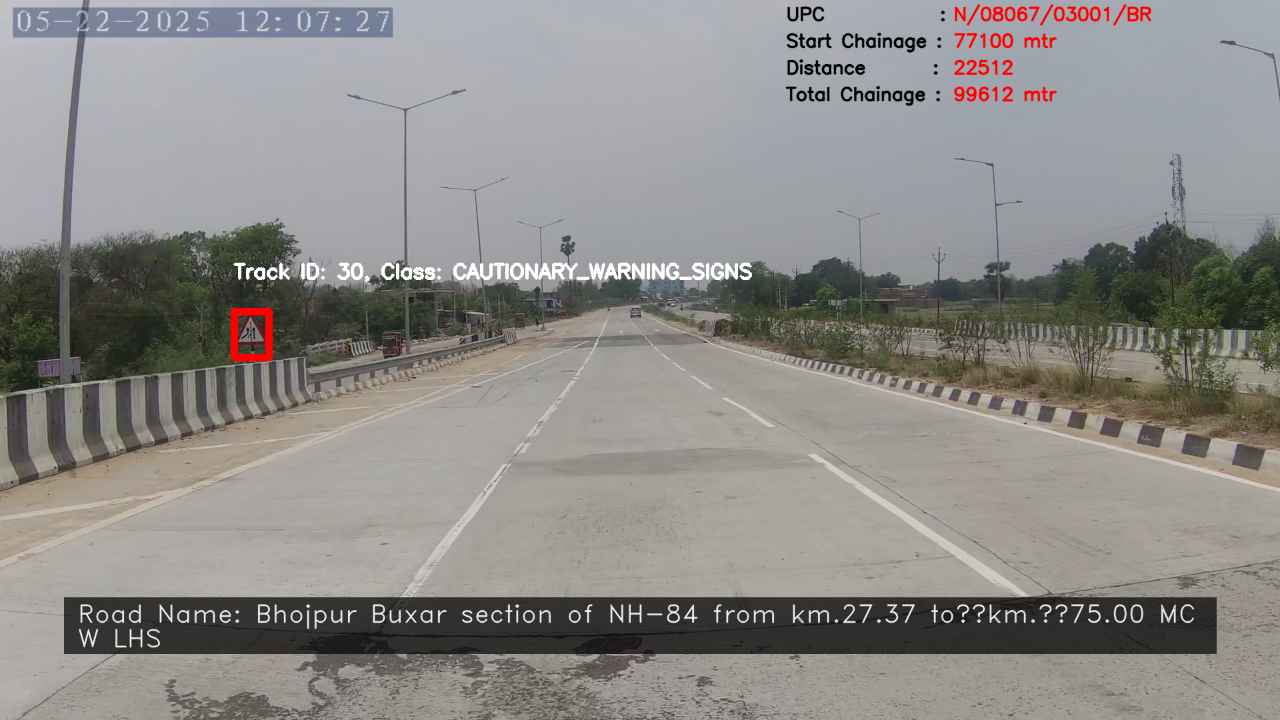 05-22-2025 12:07:27
UPC : N/08067/03001/BR
Start Chainage : 77100 mtr
Distance : 22512
Total Chainage : 99612 mtr
Track ID: 30, Class: CAUTIONARY_WARNING_SIGNS
Road Name: Bhojpur Buxar section of NH-84 from km.27.37 to??km.??75.00 MC
W LHS